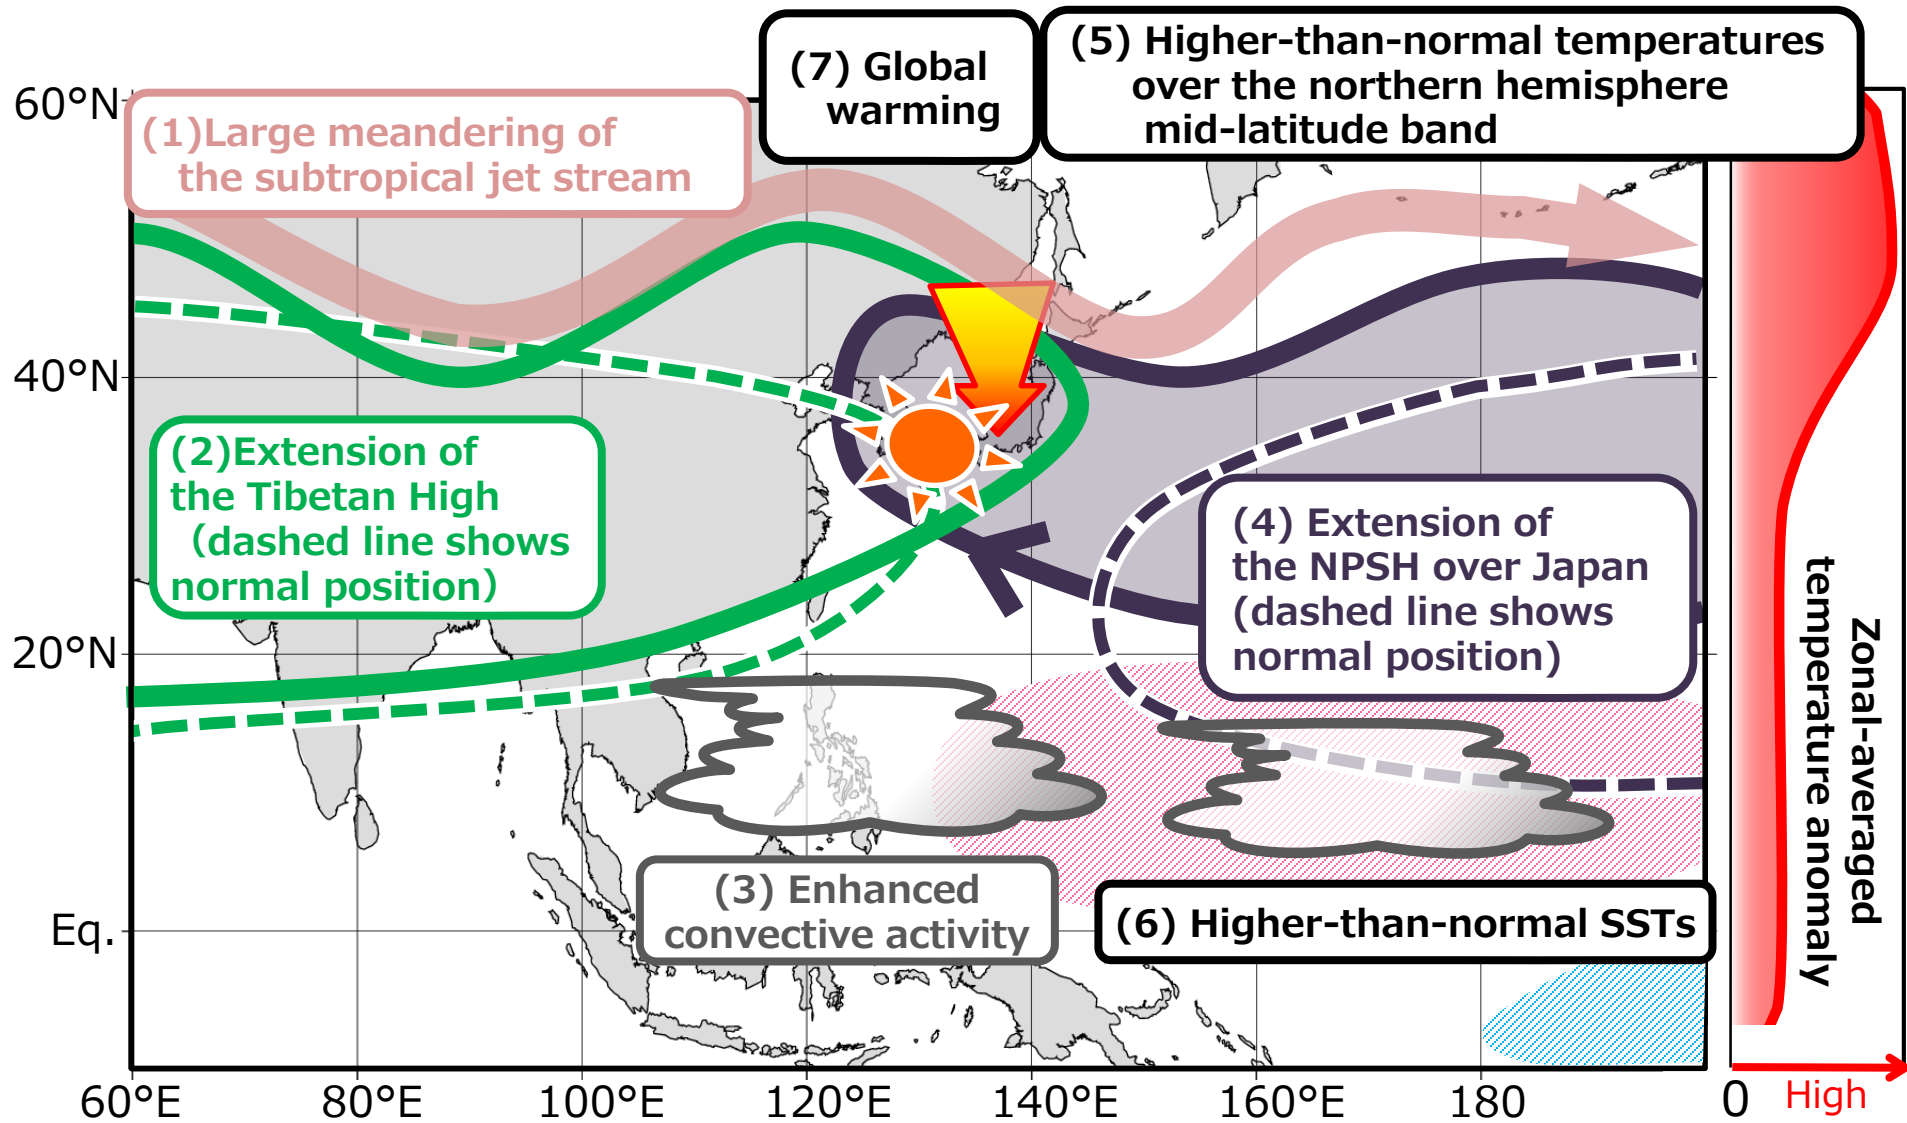 (7) Global
warming
(5) Higher-than-normal temperatures
over the northern hemisphere
mid-latitude band
60°N
(1)Large meandering of
the subtropical jet stream
40°N
(2)Extension of
the Tibetan High
(dashed line shows
normal position)
(4) Extension of
the NPSH over Japan
(dashed line shows
normal position)
20°N
Zonal-averaged
temperature anomaly
(3) Enhanced
convective activity
(6) Higher-than-normal SSTs
Eq.
60°E
80°E
100°E
120°E
140°E
160°E
180
0
High